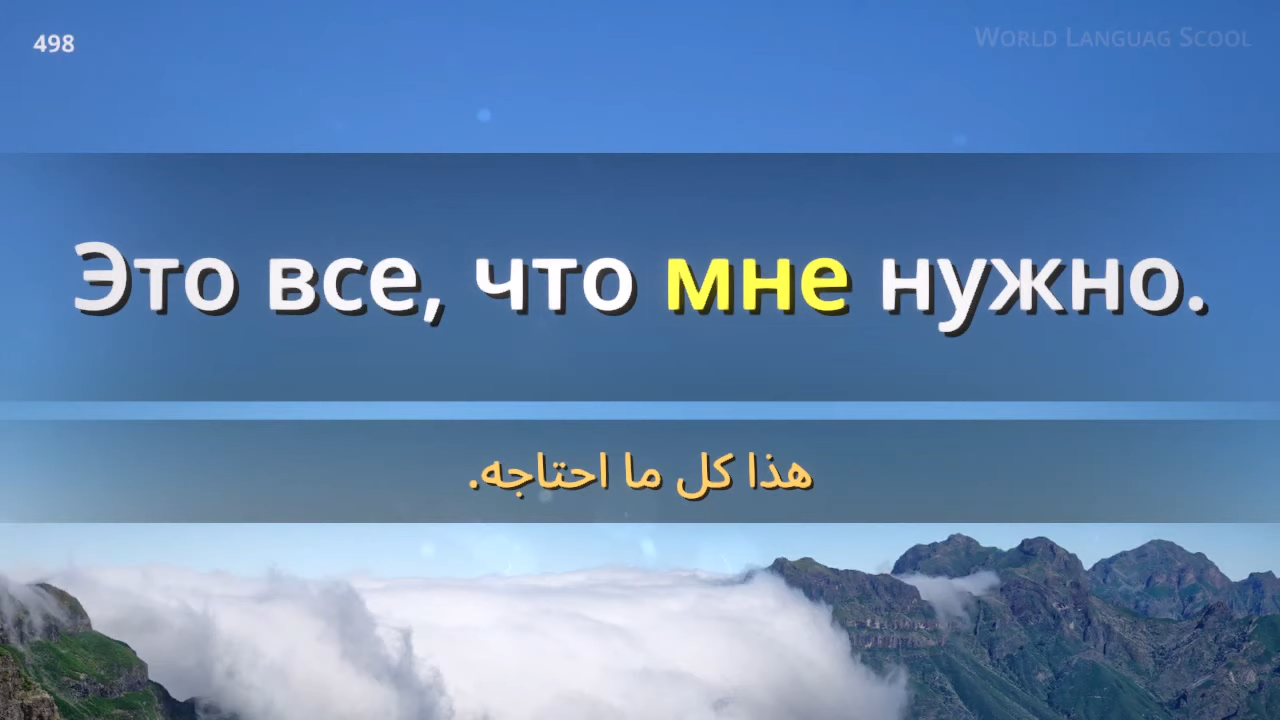 498
World Languag Scool
Это все, что мне нужно.
هذا كل ما احتاجه.